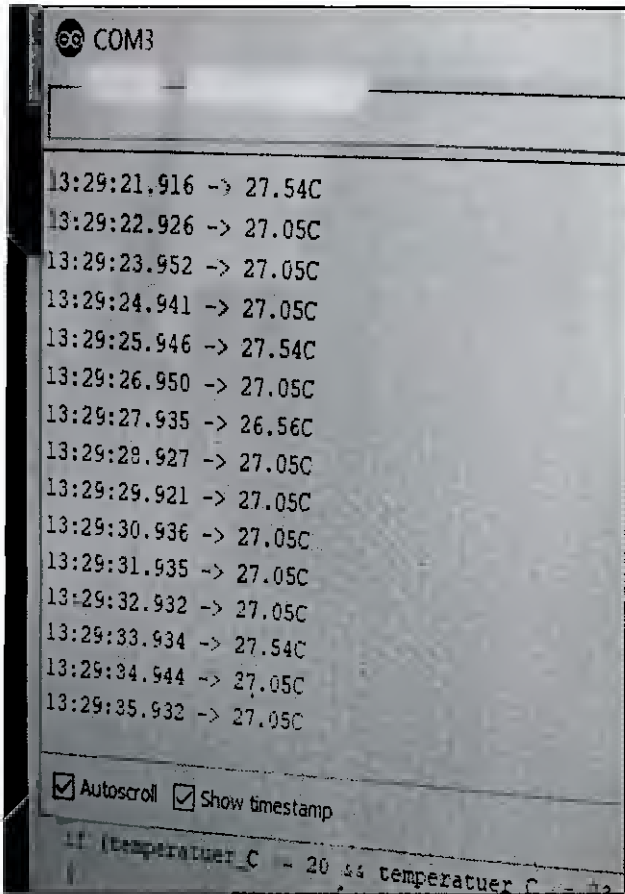 COM3
13:29:21.916 -> 27.54C
13:29:22.926 -> 27.05C
13:29:23.952 -> 27.05C
13:29:24.941 -> 27.05C
13:29:25.946 -> 27.54C
13:29:26.950 -> 27.05C
13:29:27.935 -> 26.56C
13:29:28.927 -> 27.05C
13:29:29.921 -> 27.05C
13:29:30.936 -> 27.05C
13:29:31.935 -> 27.05C
13:29:32.932 -> 27.05C
13:29:33.934 -> 27.54C
13:29:34.944 -> 27.05C
13:29:35.932 -> 27.05C
Autoscroll Show timestamp
if (temperatuer_C 20 && temperatuer_C